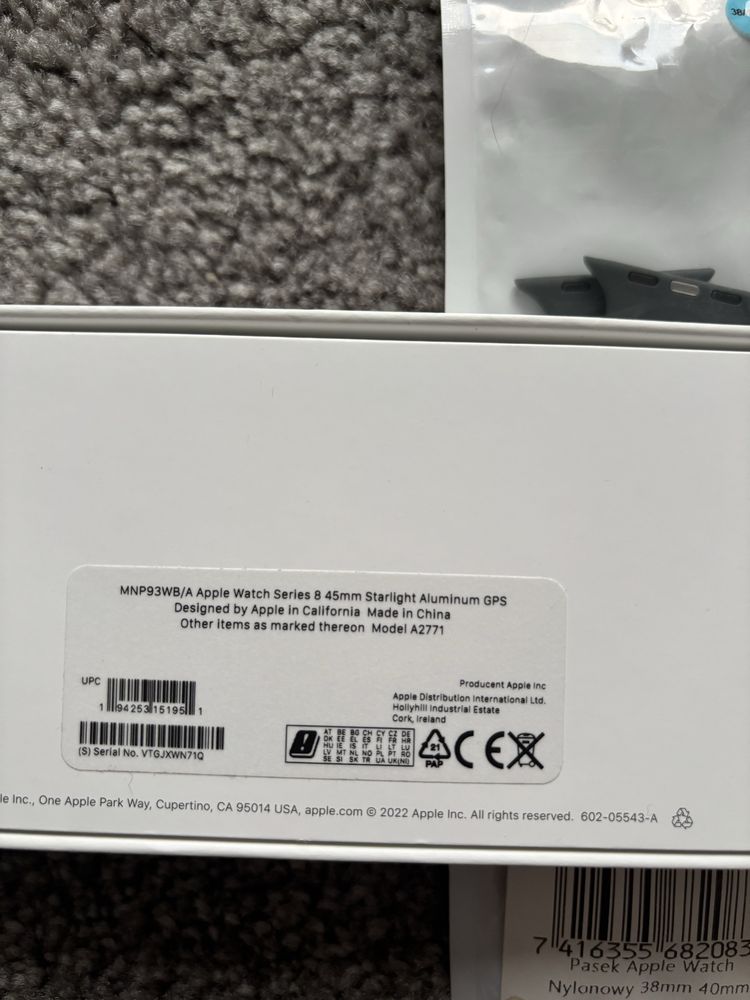 38/
MNP93WB/A Apple Watch Series 8 45mm Starlight Aluminum GPS
Designed by Apple in California Made in China
Other items as marked thereon Model A2771
UPC
1 94253 15195 1
(S) Serial No. VTGJXWN71Q
Producent Apple Inc
Apple Distribution International Ltd.
Hollyhill Industrial Estate
Cork, Ireland
AT BE BG CH CY CZ DE
DK EE EL ES FI FR HR
HU IE IS IT LI LT LU
LV MT NL NO PL PT RO
SE SI SK TR UA UK(NI)
21
PAP
CE
le Inc., One Apple Park Way, Cupertino, CA 95014 USA, apple.com © 2022 Apple Inc. All rights reserved. 602-05543-A
7 416355 682083
Pasek Apple Watch
Nylonowy 38mm 40mm